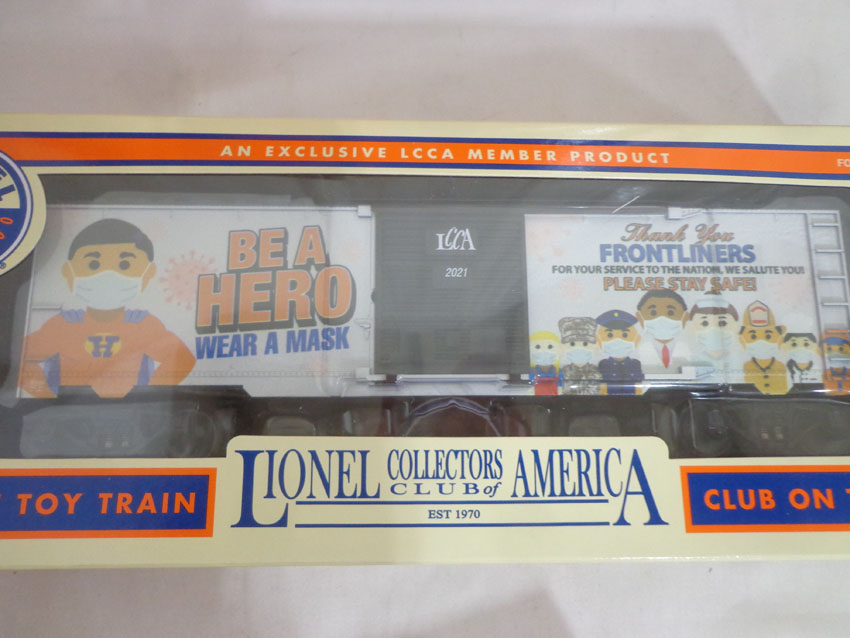 AN EXCLUSIVE LCCA MEMBER PRODUCT
BE A
HERO
WEAR A MASK
H
LCCA
2021
Thank You
FRONTLINERS
FOR YOUR SERVICE TO THE NATION, WE SALUTE YOU!
PLEASE STAY SAFE!
TOY TRAIN
LIONEL COLLECTORS CLUB of AMERICA
EST 1970
CLUB ON